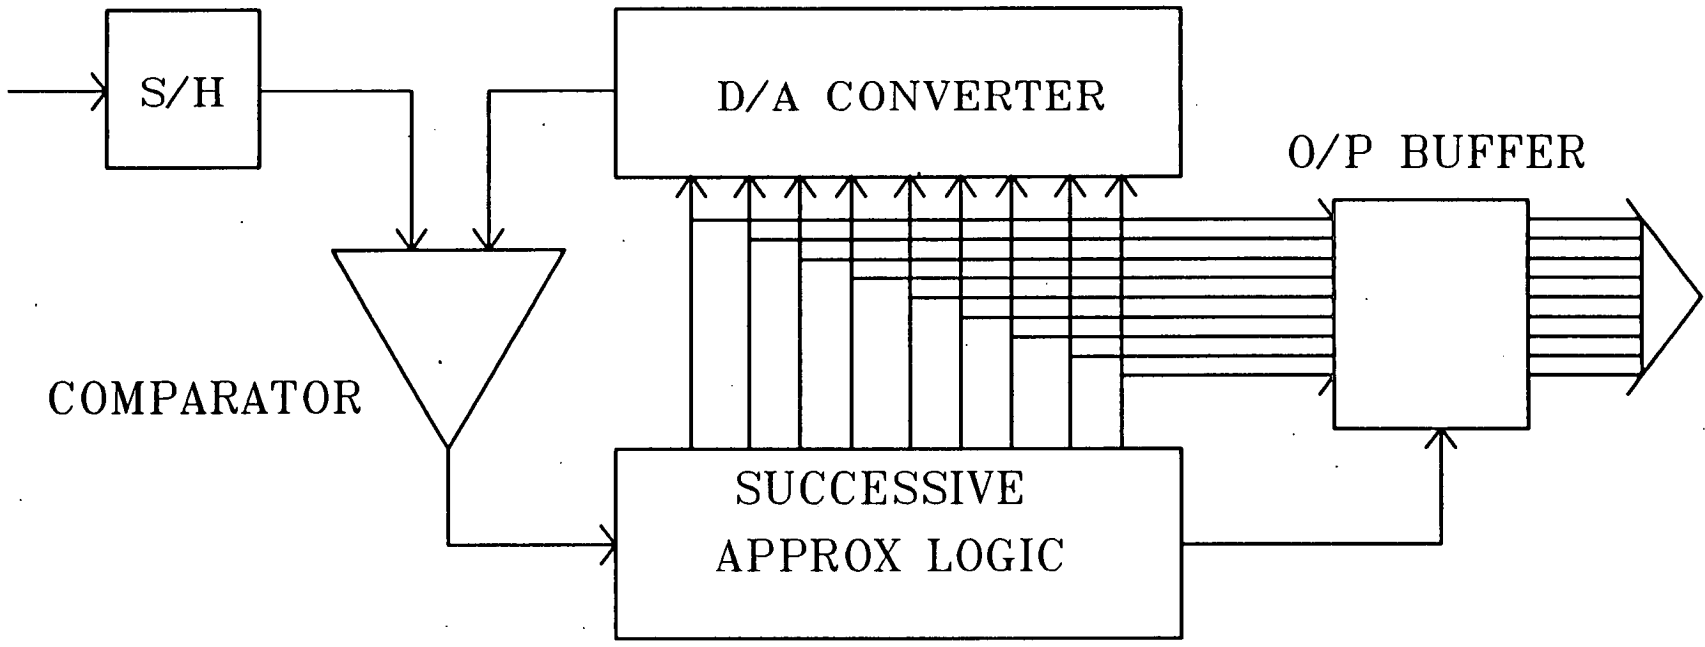 S/H
D/A CONVERTER
O/P BUFFER
COMPARATOR
SUCCESSIVE
APPROX LOGIC